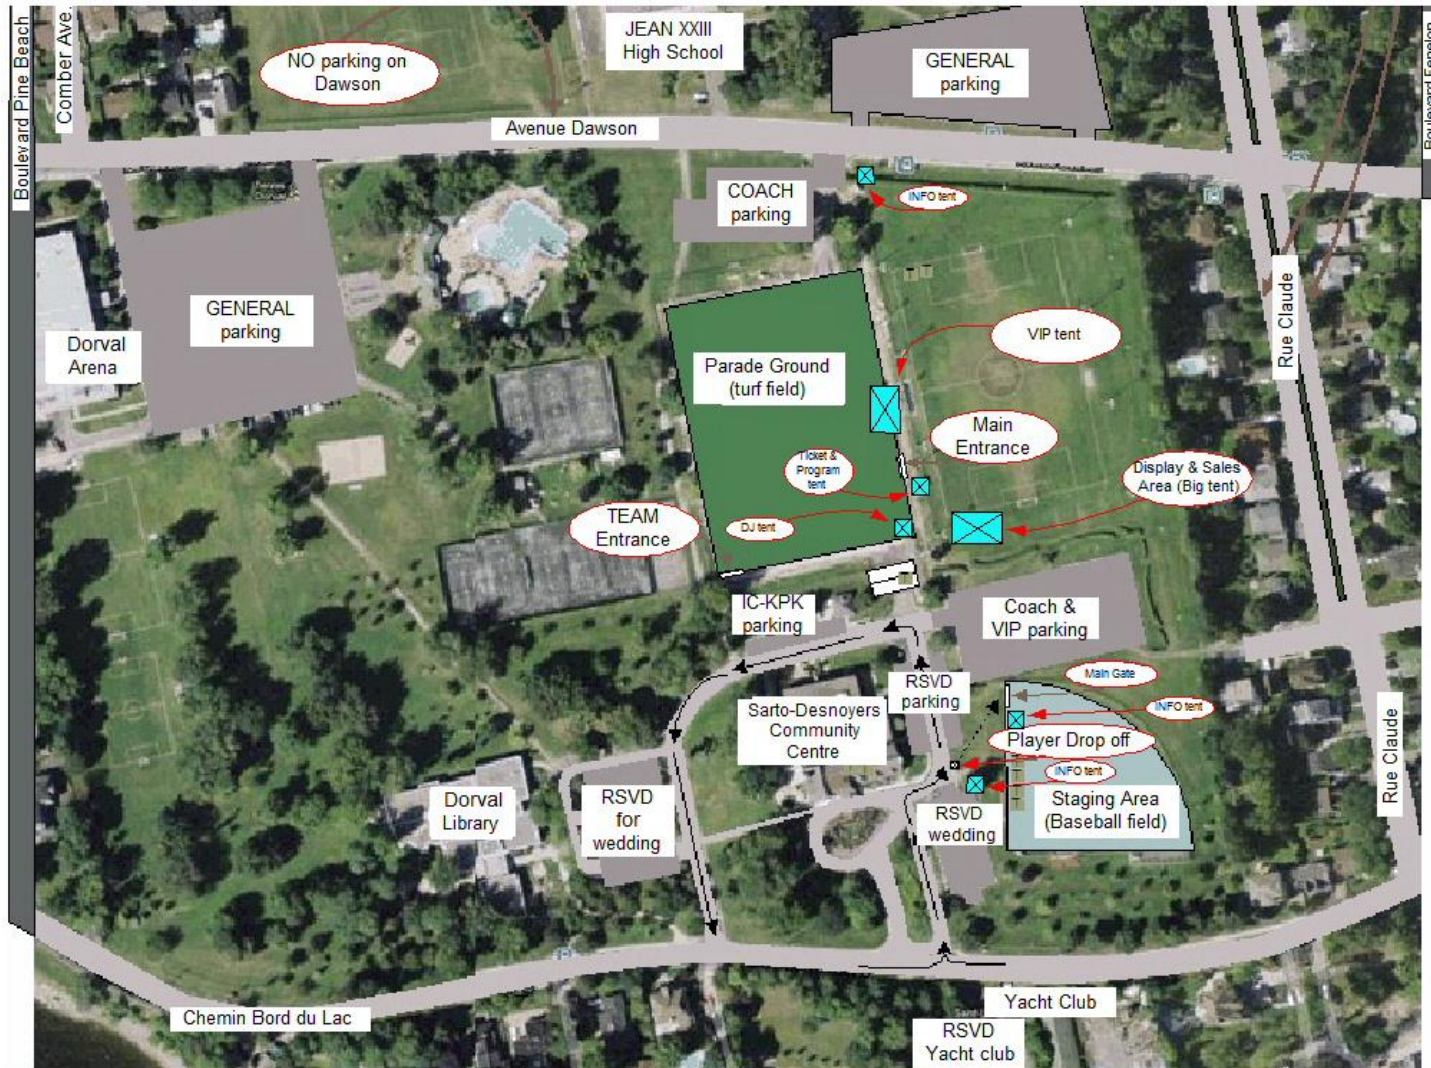 Boulevard Pine Beach
Comber Ave.
NO parking on
Dawson
JEAN XXIII
High School
GENERAL
parking
Boulevard Fenelon
Avenue Dawson
COACH
parking
INFO tent
GENERAL
parking
Dorval
Arena
Parade Ground
(turf field)
VIP tent
Rue Claude
Main
Entrance
Ticket &
Program
tent
Display & Sales
Area (Big tent)
TEAM
Entrance
DJ tent
IC-KPK
parking
Coach &
VIP parking
RSVD
parking
Main Gate
INFO tent
Sarto-Desnoyers
Community
Centre
Player Drop off
INFO tent
Rue Claude
Dorval
Library
RSVD
for
wedding
RSVD
wedding
Staging Area
(Baseball field)
Chemin Bord du Lac
Yacht Club
RSVD
Yacht club